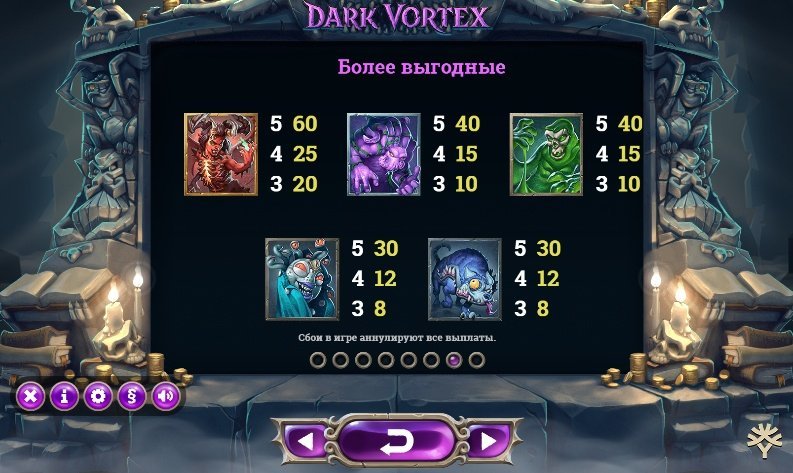 DARK VORTEX
Более выгодные
5 60 5 40 5 40
4 25 4 15 4 15
3 20 3 10 3 10
5 30 5 30
4 12 4 12
3 8 3 8
Сбои в игре аннулируют все выплаты.